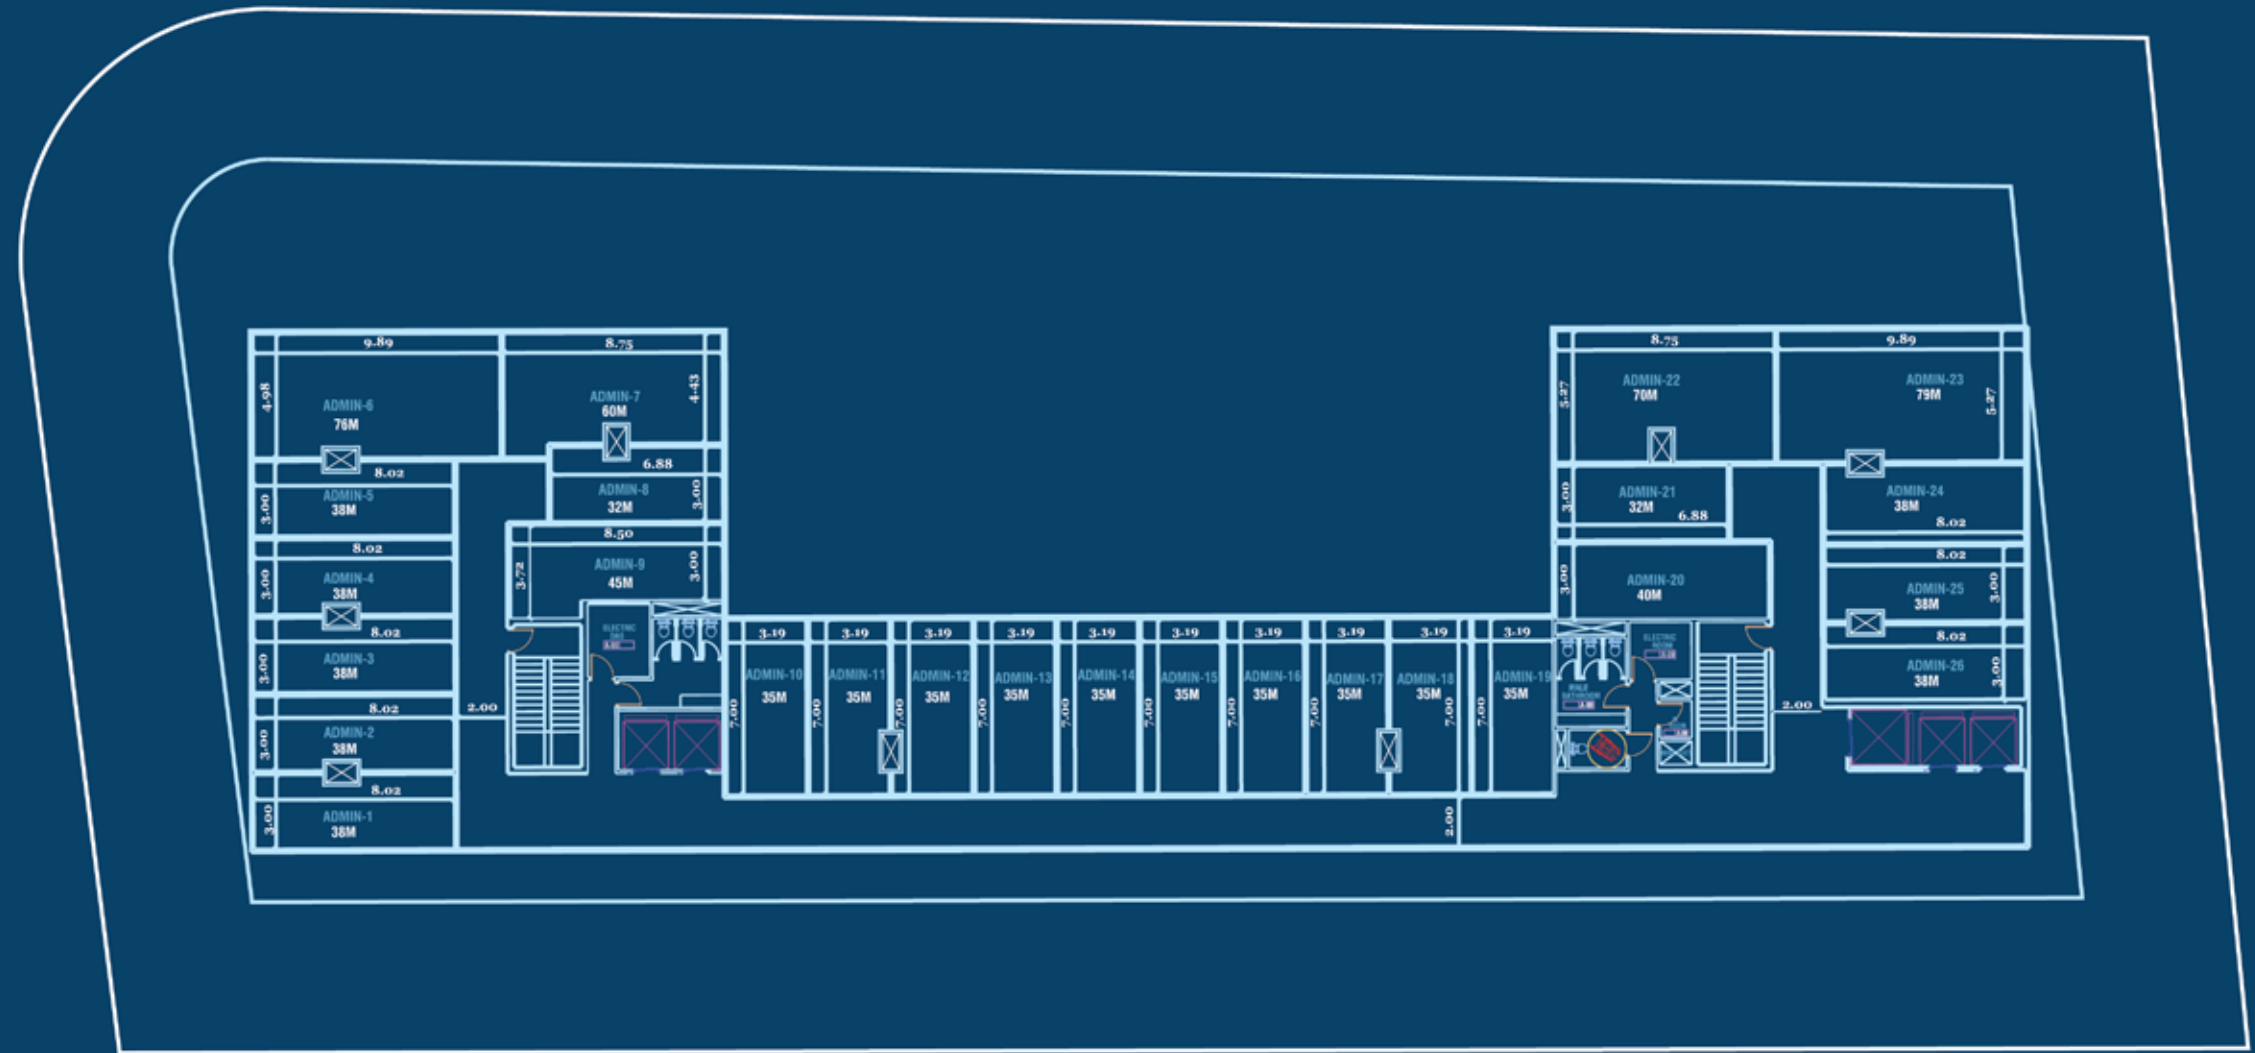 9.89
8.75
4.98
4.43
ADMIN-6
76M
ADMIN-7
60M
8.02
6.88
ADMIN-5
38M
3.00
ADMIN-8
32M
3.00
8.02
8.50
ADMIN-4
38M
3.00
3.72
ADMIN-9
45M
3.00
8.02
ADMIN-3
38M
3.00
ELECTRIC
8.02
2.00
ADMIN-2
38M
3.00
8.02
ADMIN-1
38M
3.00
3.19
3.19
3.19
3.19
3.19
3.19
3.19
3.19
3.19
3.19
ADMIN-10
35M
ADMIN-11
35M
ADMIN-12
35M
ADMIN-13
35M
ADMIN-14
35M
ADMIN-15
35M
ADMIN-16
35M
ADMIN-17
35M
ADMIN-18
35M
ADMIN-19
35M
7.00
7.00
7.00
7.00
7.00
7.00
7.00
7.00
7.00
7.00
2.00
8.75
9.89
5.27
5.27
ADMIN-22
70M
ADMIN-23
79M
ADMIN-21
32M
3.00
6.88
ADMIN-24
38M
8.02
8.02
ADMIN-20
40M
3.00
ADMIN-25
38M
3.00
8.02
ADMIN-26
38M
3.00
ELECTRIC
ROOM
MALE
BATHROOM
2.00